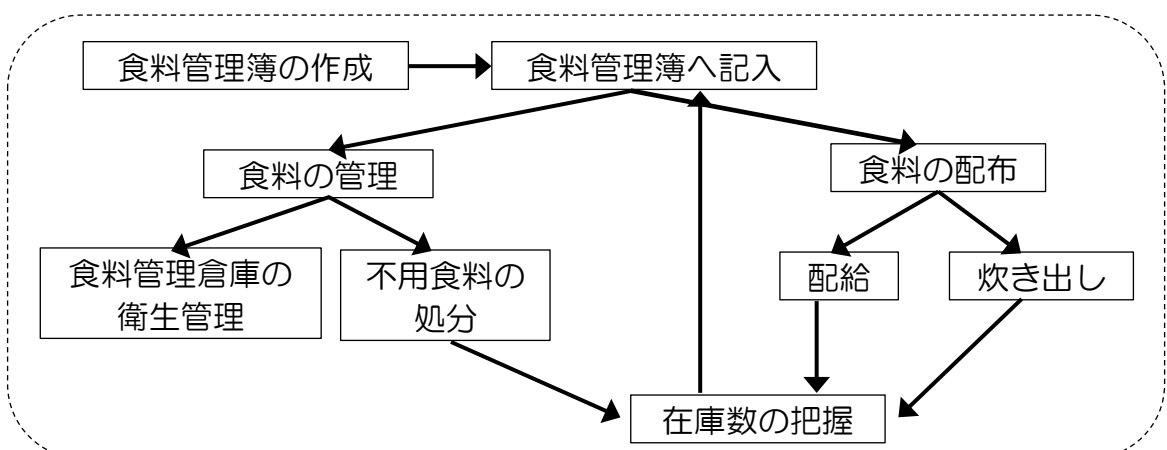 食料管理簿の作成
食料管理簿へ記入
食料の管理
食料の配布
食料管理倉庫の
衛生管理
不用食料の
処分
配給
炊き出し
在庫数の把握